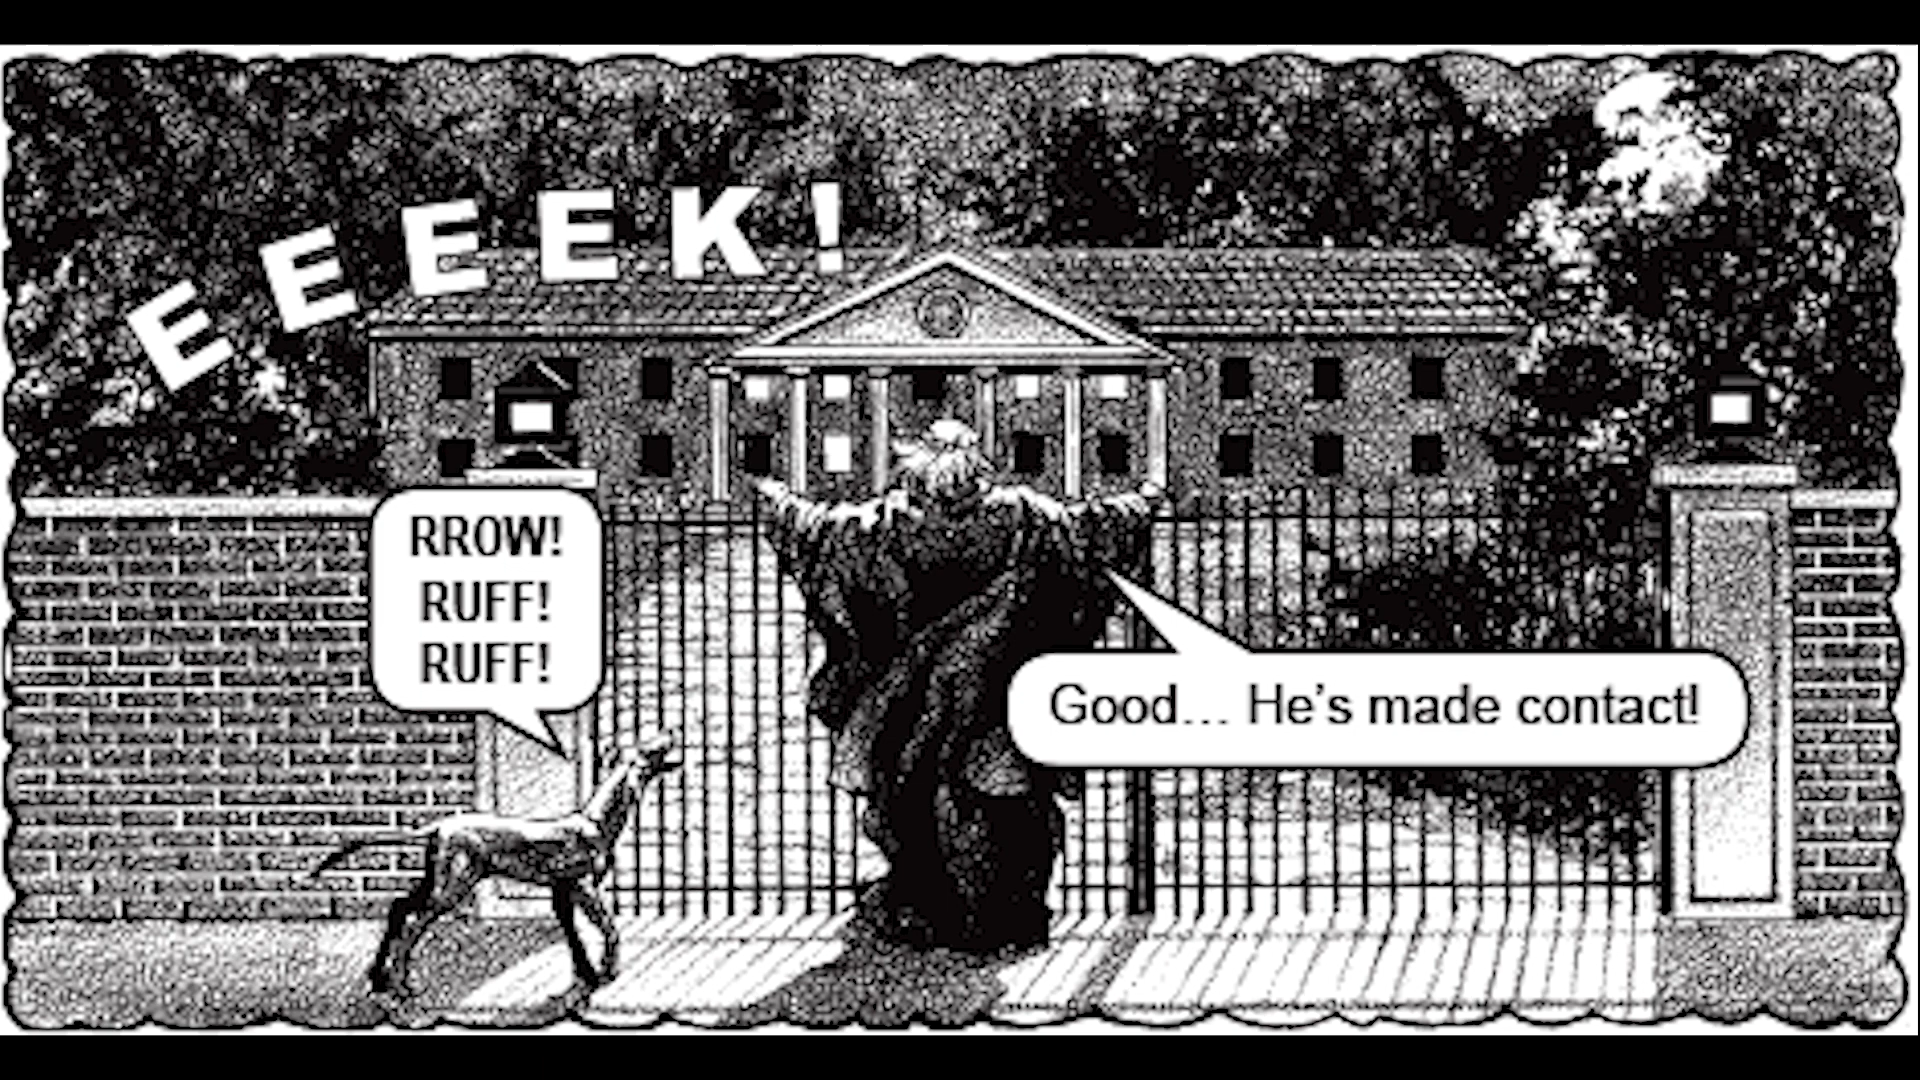 EEEEK!
RROW!
RUFF!
RUFF!
Good... He's made contact!